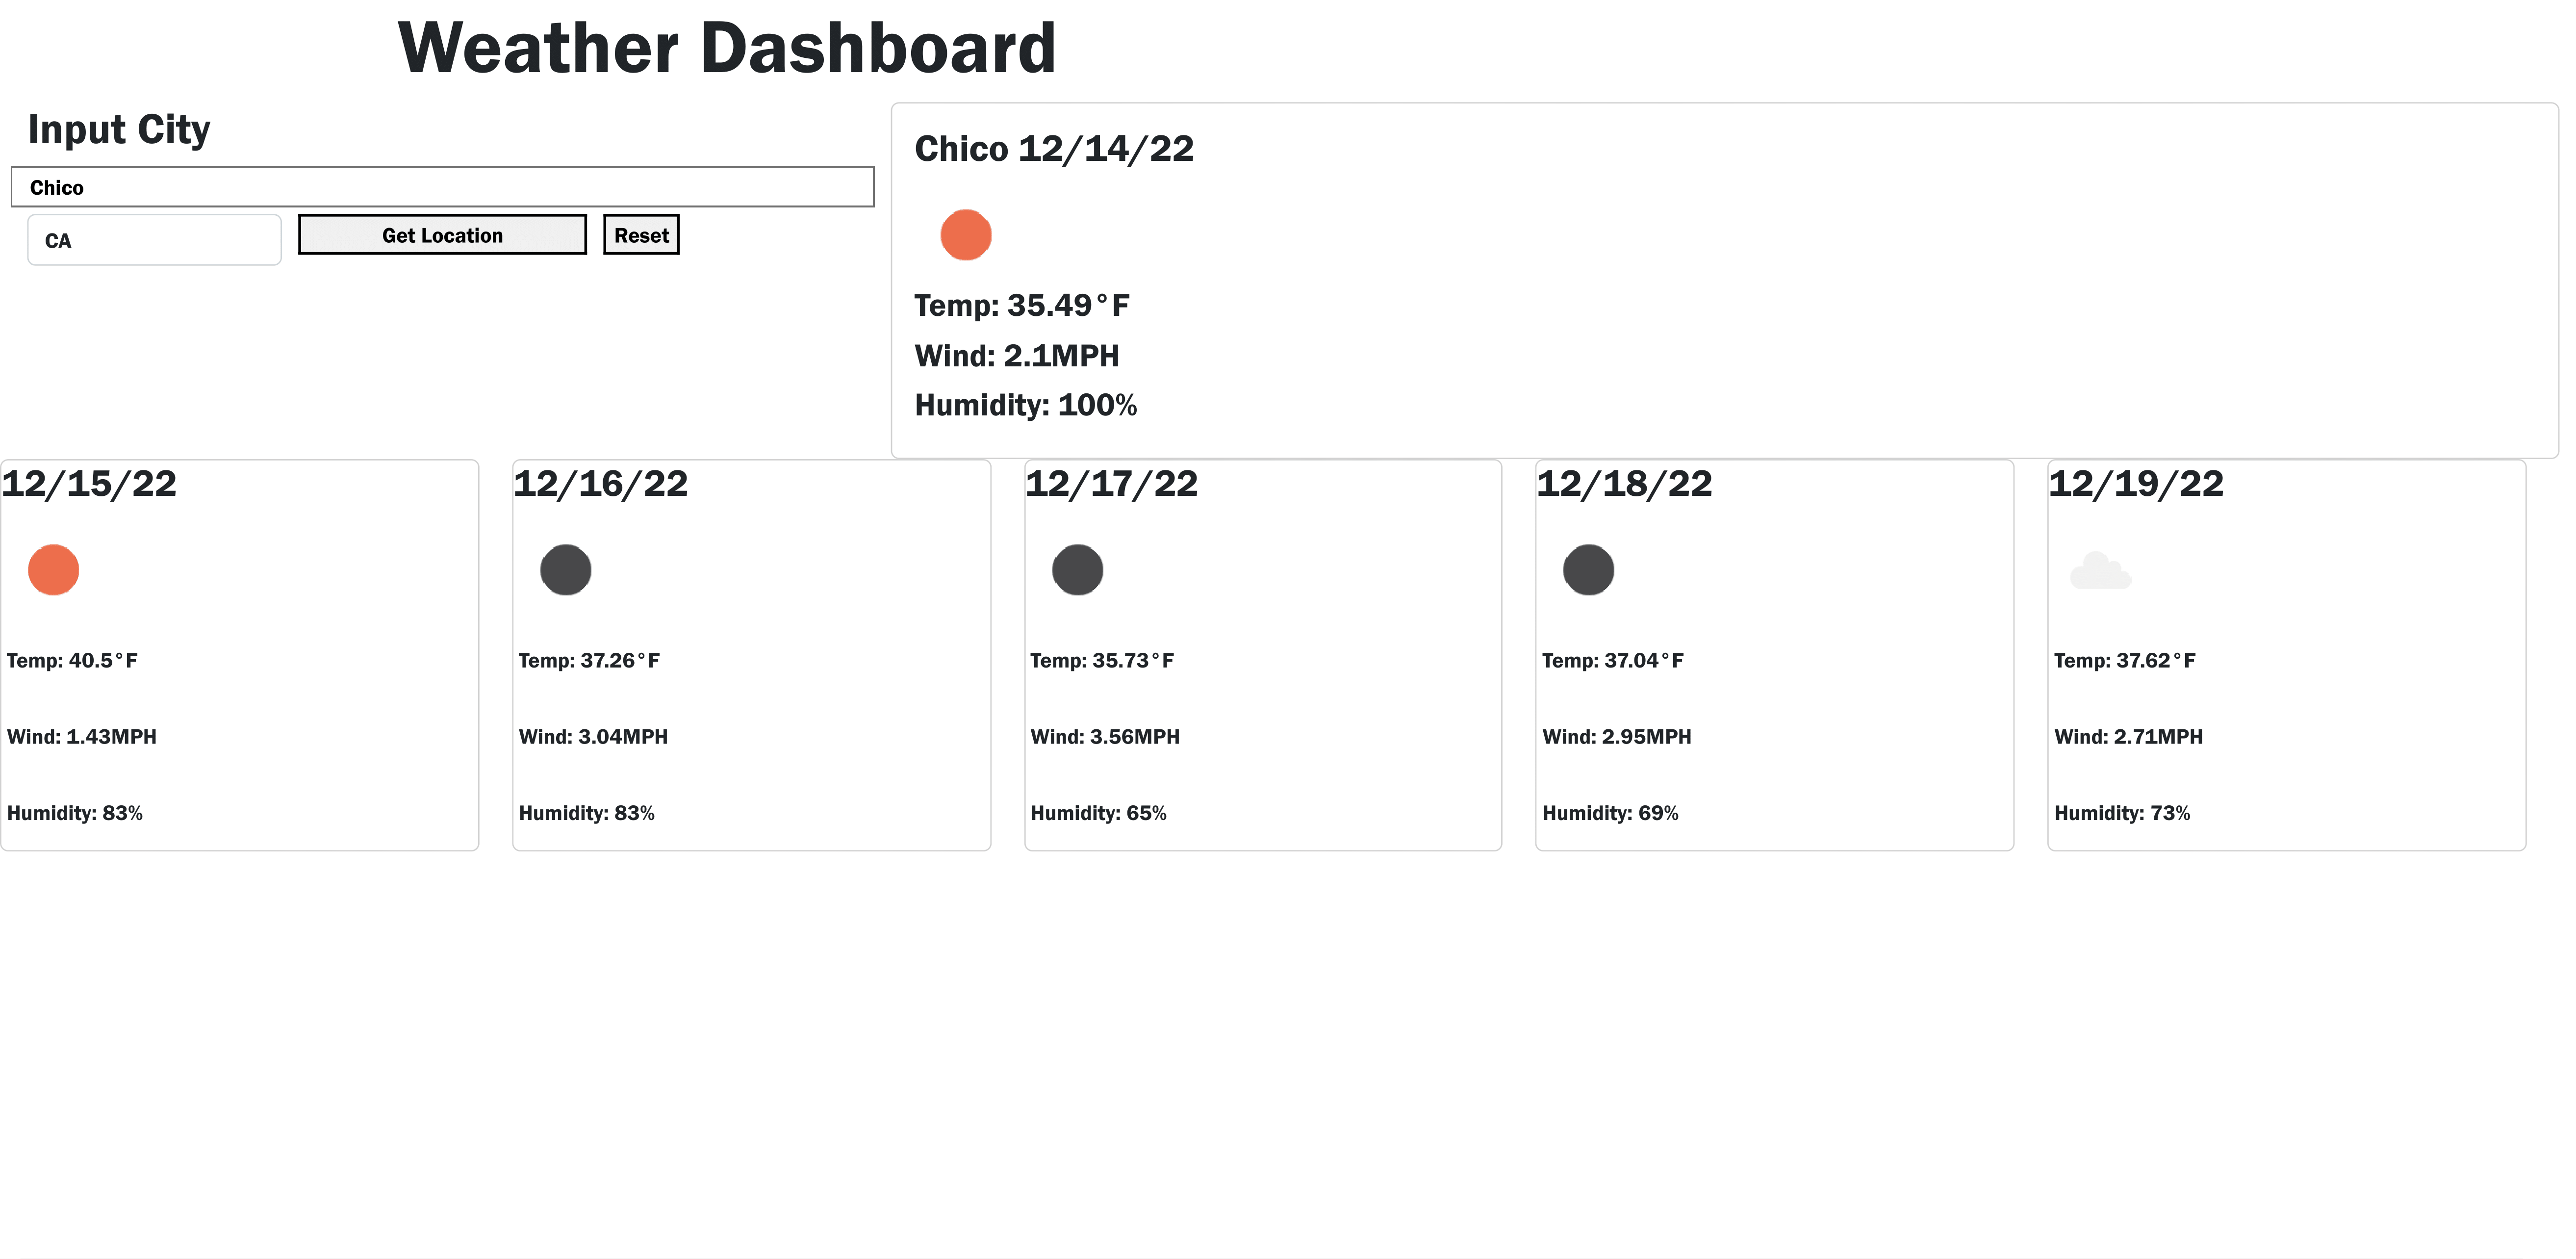 Weather Dashboard
Input City
Chico
CA
Get Location
Reset
Chico 12/14/22
Temp: 35.49°F
Wind: 2.1MPH
Humidity: 100%
12/15/22
Temp: 40.5°F
Wind: 1.43MPH
Humidity: 83%
12/16/22
Temp: 37.26°F
Wind: 3.04MPH
Humidity: 83%
12/17/22
Temp: 35.73°F
Wind: 3.56MPH
Humidity: 65%
12/18/22
Temp: 37.04°F
Wind: 2.95MPH
Humidity: 69%
12/19/22
Temp: 37.62°F
Wind: 2.71MPH
Humidity: 73%